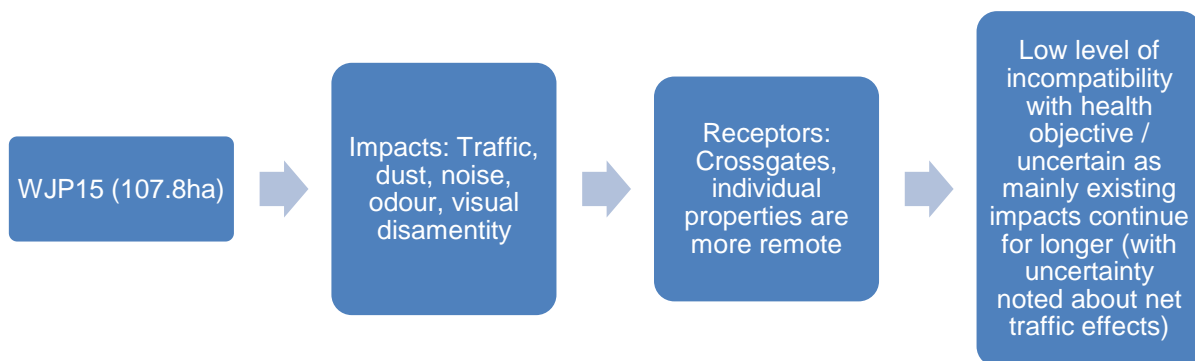 WJP15 (107.8ha)
Impacts: Traffic,
dust, noise,
odour, visual
disamentity
Receptors:
Crossgates,
individual
properties are
more remote
Low level of
incompatibility
with health
objective /
uncertain as
mainly existing
impacts continue
for longer (with
uncertainty
noted about net
traffic effects)